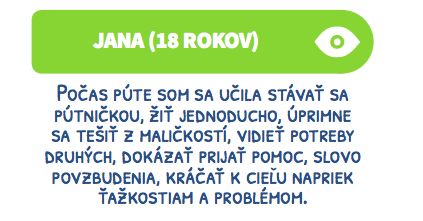 JANA (18 ROKOV)
POČAS PÚTE SOM SA UČILA STÁVAŤ SA
PÚTNIČKOU, ŽIŤ JEDNODUCHO, ÚPRIMNE
SA TEŠIŤ Z MALIČKOSTÍ, VIDIEŤ POTREBY
DRUHÝCH, DOKÁZAŤ PRIJAŤ POMOC, SLOVO
POVZBUDENIA, KRÁČAŤ K CIEĽU NAPRIEK
ŤAŽKOSTIAM A PROBLÉMOM.